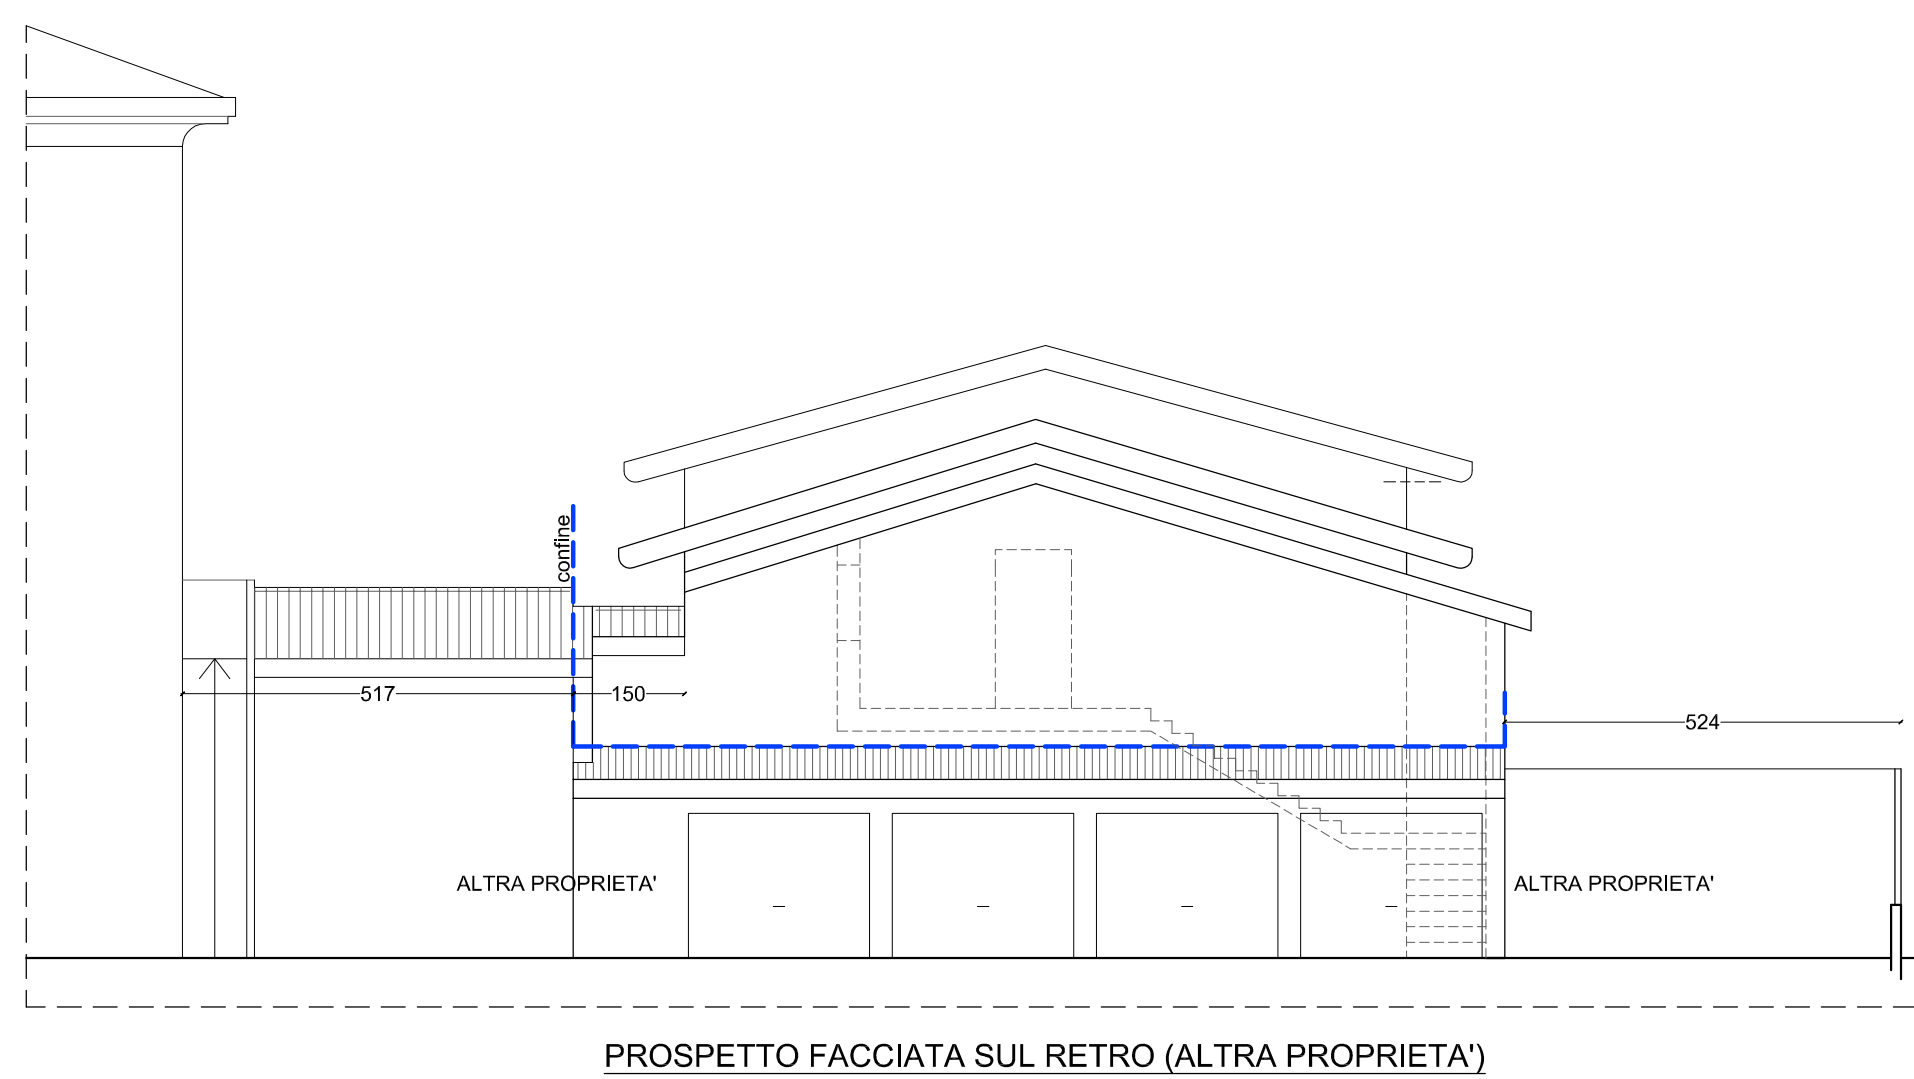 confine
517
150
524
ALTRA PROPRIETA'
ALTRA PROPRIETA'
PROSPETTO FACCIATA SUL RETRO (ALTRA PROPRIETA')